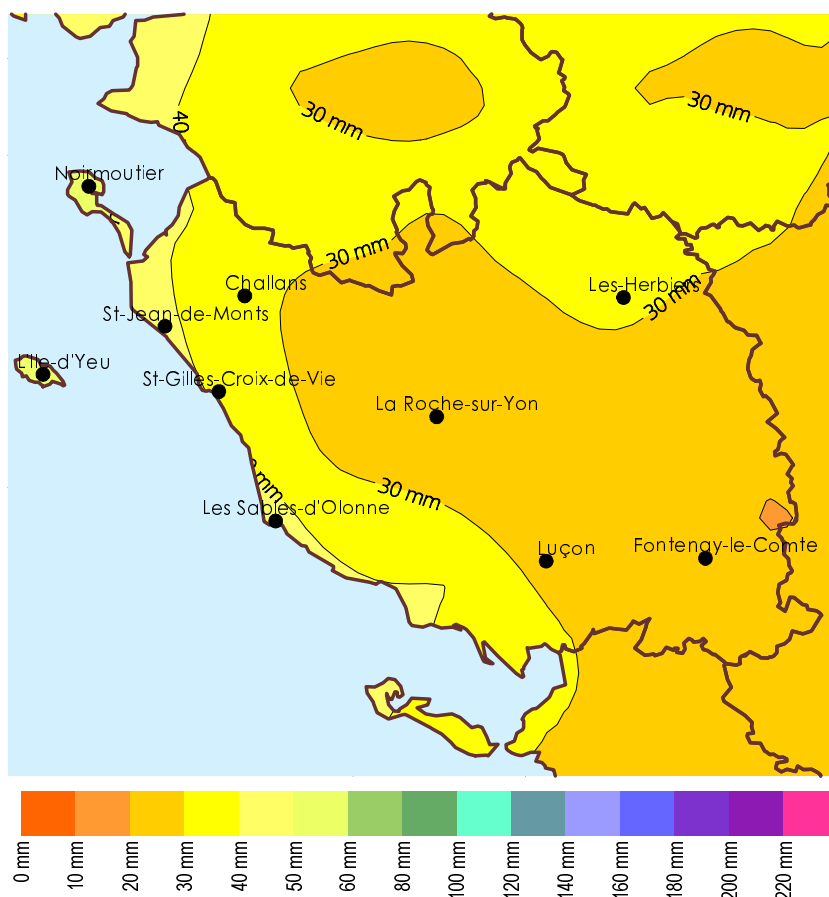 30 mm
30 mm
40
Noirmoutier
30 mm
Challans
Les-Herbiers
30 mm
St-Jean-de-Monts
L'Ile-d'Yeu
St-Gilles-Croix-de-Vie
La Roche-sur-Yon
mm
30 mm
Les Sables-d'Olonne
Luçon
Fontenay-le-Comte
0 mm
10 mm
20 mm
30 mm
40 mm
50 mm
60 mm
80 mm
100 mm
120 mm
140 mm
160 mm
180 mm
200 mm
220 mm